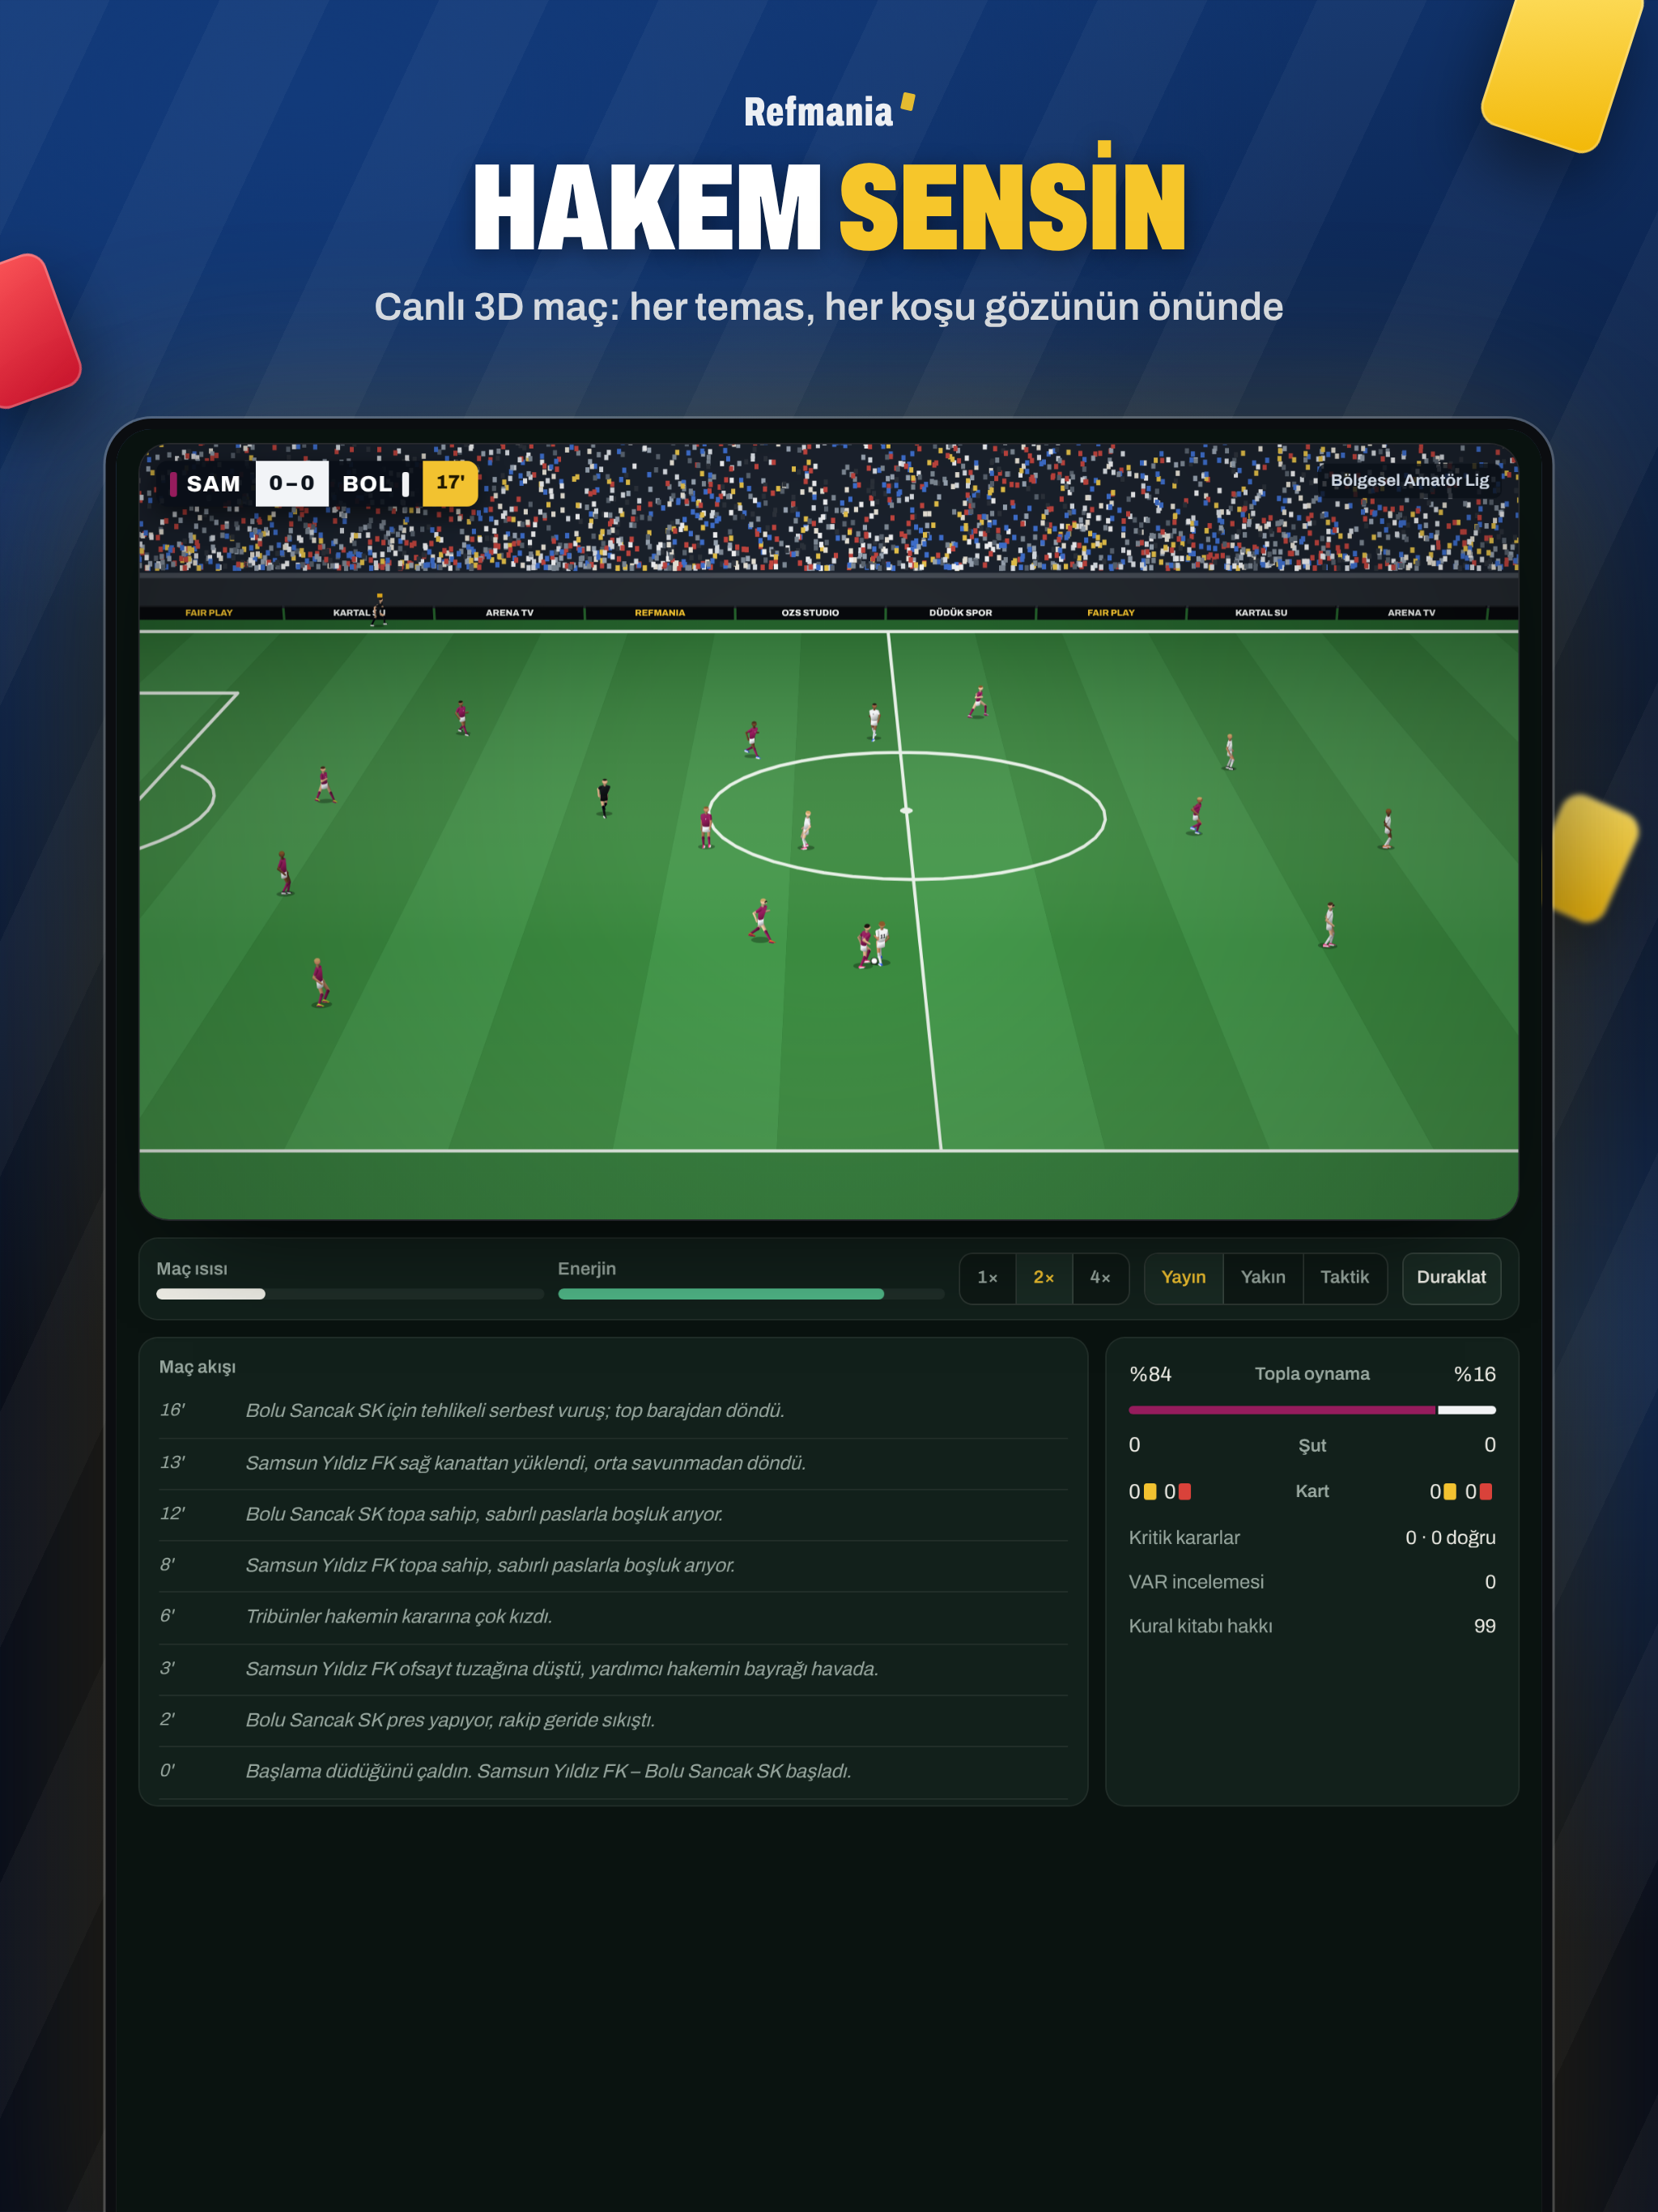 Refmania
HAKEM SENSİN
Canlı 3D maç: her temas, her koşu gözünün önünde
SAM 0-0 BOL 17'
Bölgesel Amatör Lig
FAIR PLAY KARTAL SU ARENA TV REFMANIA OZS STUDIO DÜDÜK SPOR FAIR PLAY KARTAL SU ARENA TV
Maç ısısı
Enerjin
1× 2× 4× Yayın Yakın Taktik Duraklat
Maç akışı
16' Bolu Sancak SK için tehlikeli serbest vuruş; top barajdan döndü.
13' Samsun Yıldız FK sağ kanattan yüklendi, orta savunmadan döndü.
12' Bolu Sancak SK topa sahip, sabırlı paslarla boşluk arıyor.
8' Samsun Yıldız FK topa sahip, sabırlı paslarla boşluk arıyor.
6' Tribünler hakemin kararına çok kızdı.
3' Samsun Yıldız FK ofsayt tuzağına düştü, yardımcı hakemin bayrağı havada.
2' Bolu Sancak SK pres yapıyor, rakip geride sıkıştı.
0' Başlama düdüğünü çaldın. Samsun Yıldız FK – Bolu Sancak SK başladı.
%84 Topla oynama %16
0 Şut 0
0 0 Kart 0 0
Kritik kararlar 0 · 0 doğru
VAR incelemesi 0
Kural kitabı hakkı 99